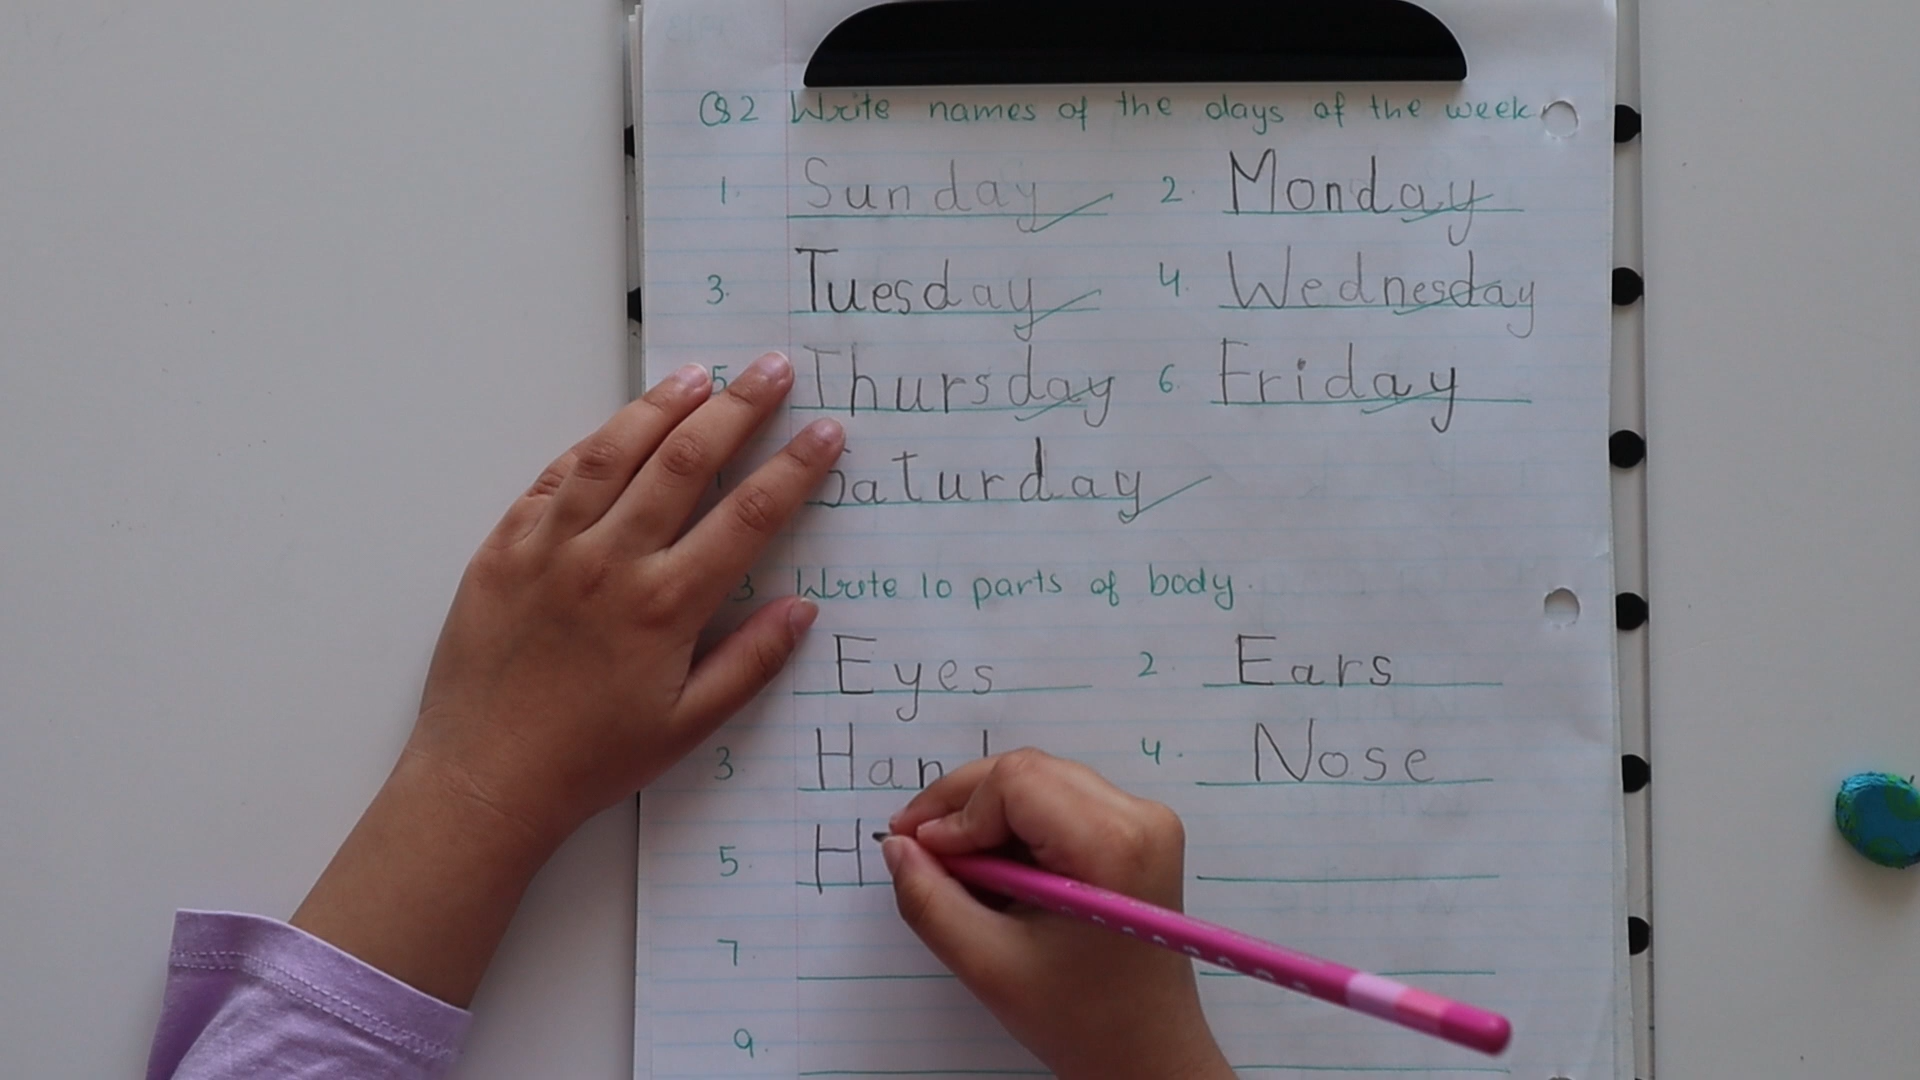 Q2 Write names of the days of the week.
1. Sunday 2. Monday
3. Tuesday 4. Wednesday
5. Thursday 6. Friday
Saturday
3 Write 10 parts of body.
Eyes 2. Ears
3. 4. Nose
5. H
7
9.